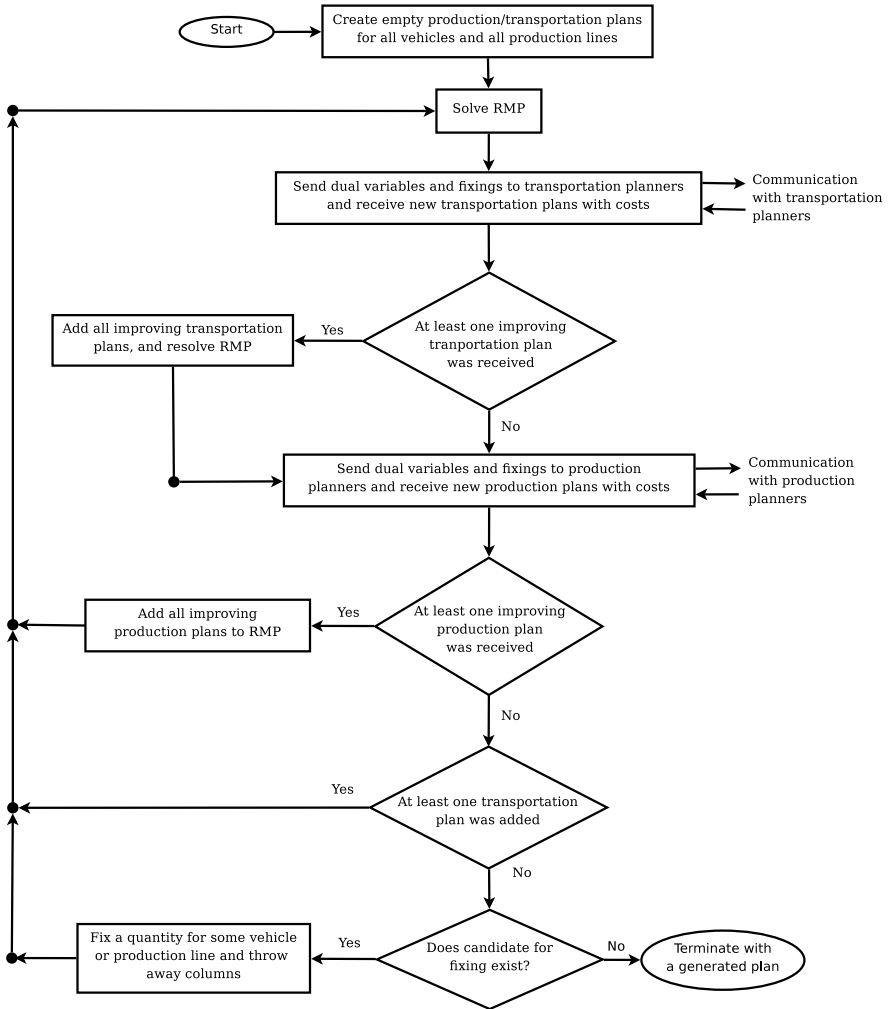 Start
Create empty production/transportation plans
for all vehicles and all production lines
Solve RMP
Send dual variables and fixings to transportation planners
and receive new transportation plans with costs
Communication
with transportation
planners
At least one improving
tranportation plan
was received
Yes
Add all improving transportation
plans, and resolve RMP
No
Send dual variables and fixings to production
planners and receive new production plans with costs
Communication
with production
planners
At least one improving
production plan
was received
Yes
Add all improving
production plans to RMP
No
At least one transportation
plan was added
Yes
No
Does candidate for
fixing exist?
Yes
Fix a quantity for some vehicle
or production line and throw
away columns
No
Terminate with
a generated plan